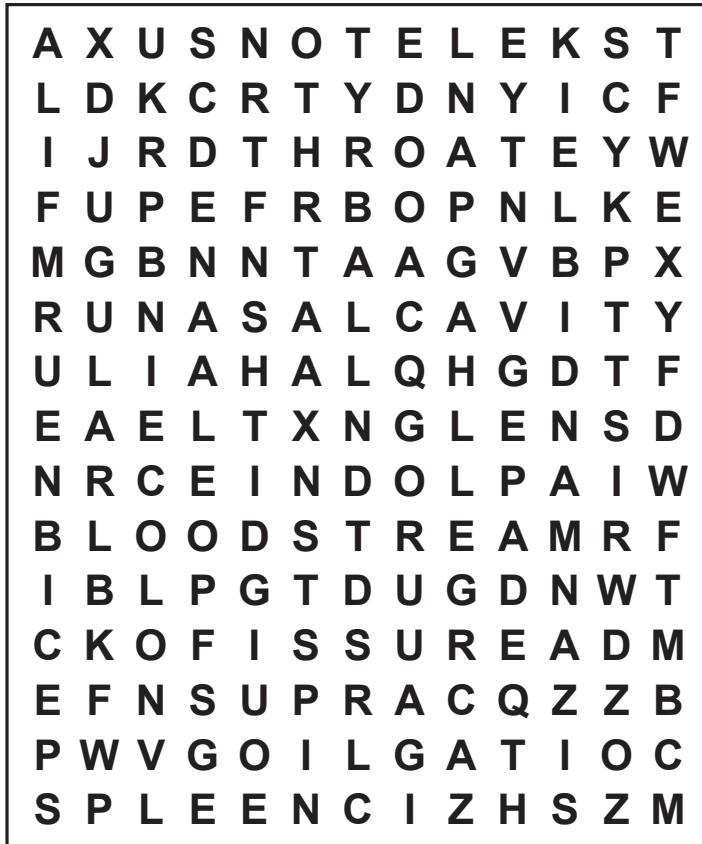 A X U S N O T E L E K S T
L D K C R T Y D N Y I C F
I J R D T H R O A T E Y W
F U P E F R B O P N L K E
M G B N N T A A G V B P X
R U N A S A L C A V I T Y
U L I A H A L Q H G D T F
E A E L T X N G L E N S D
N R C E I N D O L P A I W
B L O O D S T R E A M R F
I B L P G T D U G D N W T
C K O F I S S U R E A D M
E F N S U P R A C Q Z Z B
P W V G O I L G A T I O C
S P L E E N C I Z H S Z M